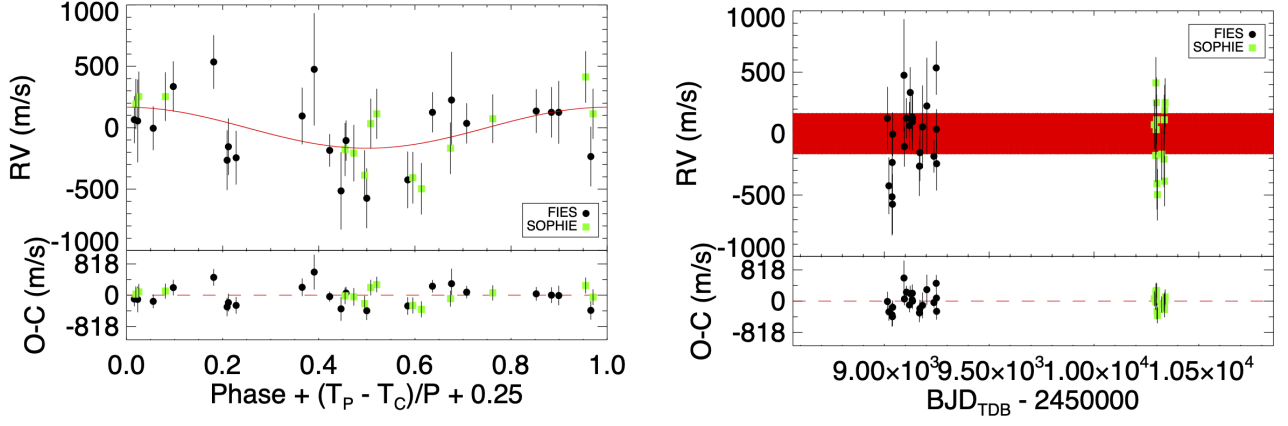 1000
500
0
-500
-1000
RV (m/s)
FIES
SOPHIE
818
0
-818
O-C (m/s)
0.0 0.2 0.4 0.6 0.8 1.0
Phase + (T_P - T_C)/P + 0.25
1000
500
0
-500
-1000
RV (m/s)
FIES
SOPHIE
818
0
-818
O-C (m/s)
9.00×10³ 9.50×10³ 1.00×10⁴ 1.05×10⁴
BJD_TDB - 2450000